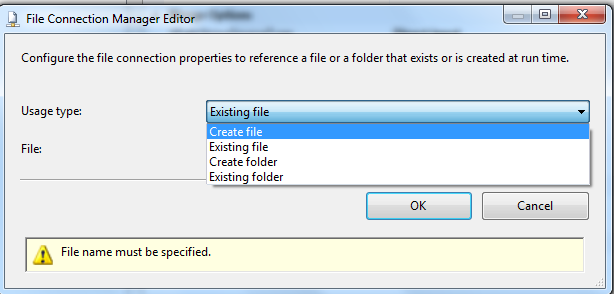 File Connection Manager Editor
Configure the file connection properties to reference a file or a folder that exists or is created at run time.
Usage type:
Existing file
Create file
Existing file
Create folder
Existing folder
File:
OK
Cancel
File name must be specified.